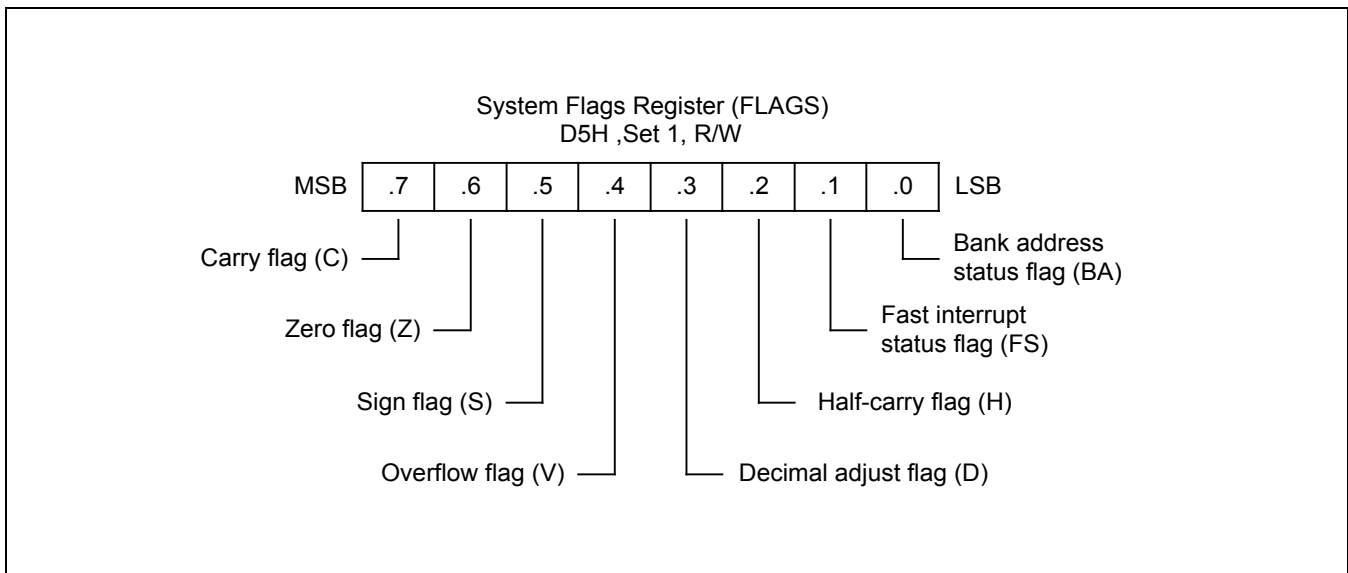 System Flags Register (FLAGS)
D5H ,Set 1, R/W
MSB .7 .6 .5 .4 .3 .2 .1 .0 LSB
Carry flag (C)
Bank address
status flag (BA)
Zero flag (Z)
Fast interrupt
status flag (FS)
Sign flag (S)
Half-carry flag (H)
Overflow flag (V)
Decimal adjust flag (D)